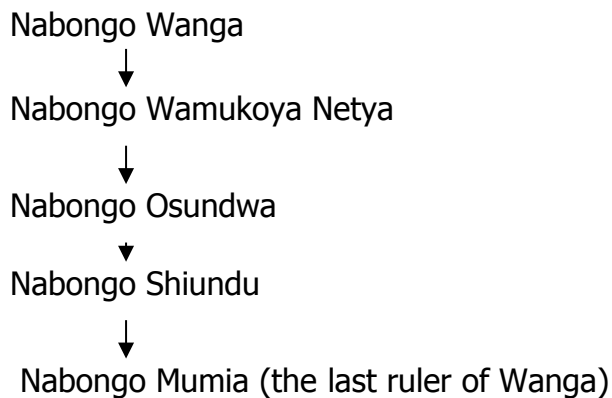 Nabongo Wanga
Nabongo Wamukoya Netya
Nabongo Osundwa
Nabongo Shiundu
Nabongo Mumia (the last ruler of Wanga)